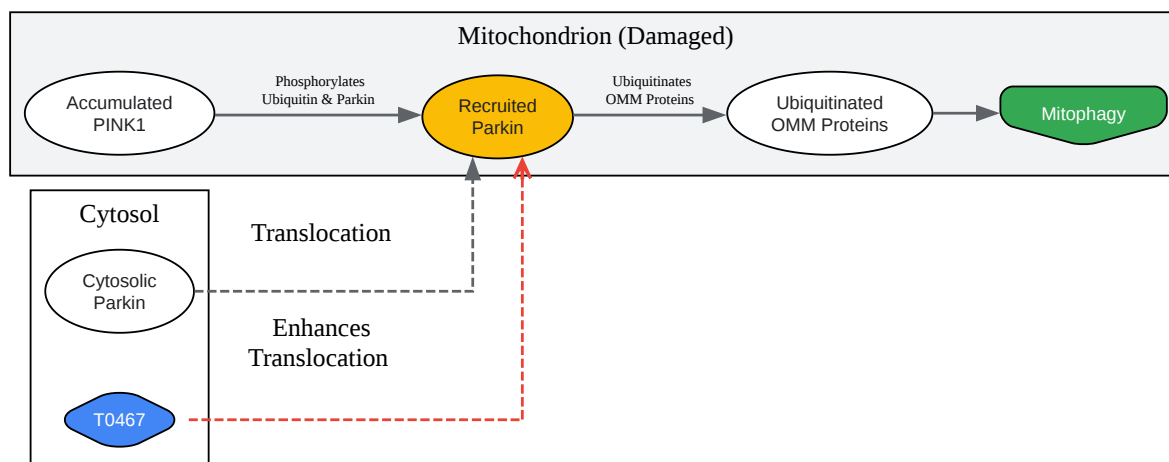 Mitochondrion (Damaged)
Accumulated
PINK1
Phosphorylates
Ubiquitin & Parkin
Recruited
Parkin
Ubiquitinates
OMM Proteins
Ubiquitinated
OMM Proteins
Mitophagy
Cytosol
Translocation
Cytosolic
Parkin
Enhances
Translocation
T0467